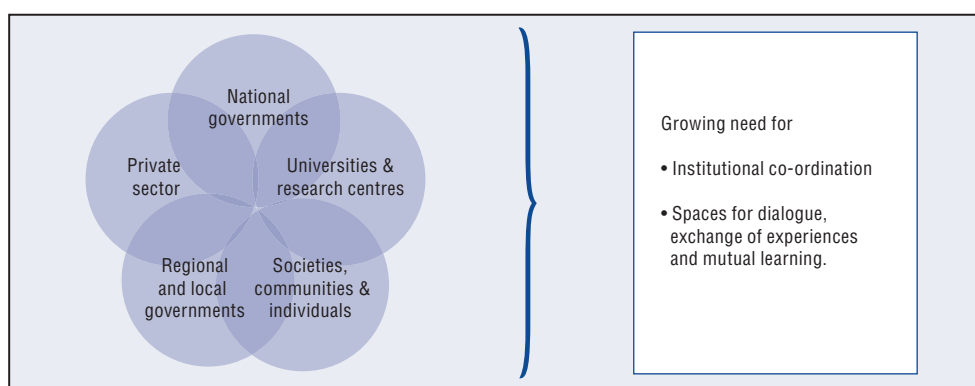 National
governments
Private
sector
Universities &
research centres
Regional
and local
governments
Societies,
communities &
individuals
Growing need for
• Institutional co-ordination
• Spaces for dialogue,
exchange of experiences
and mutual learning.